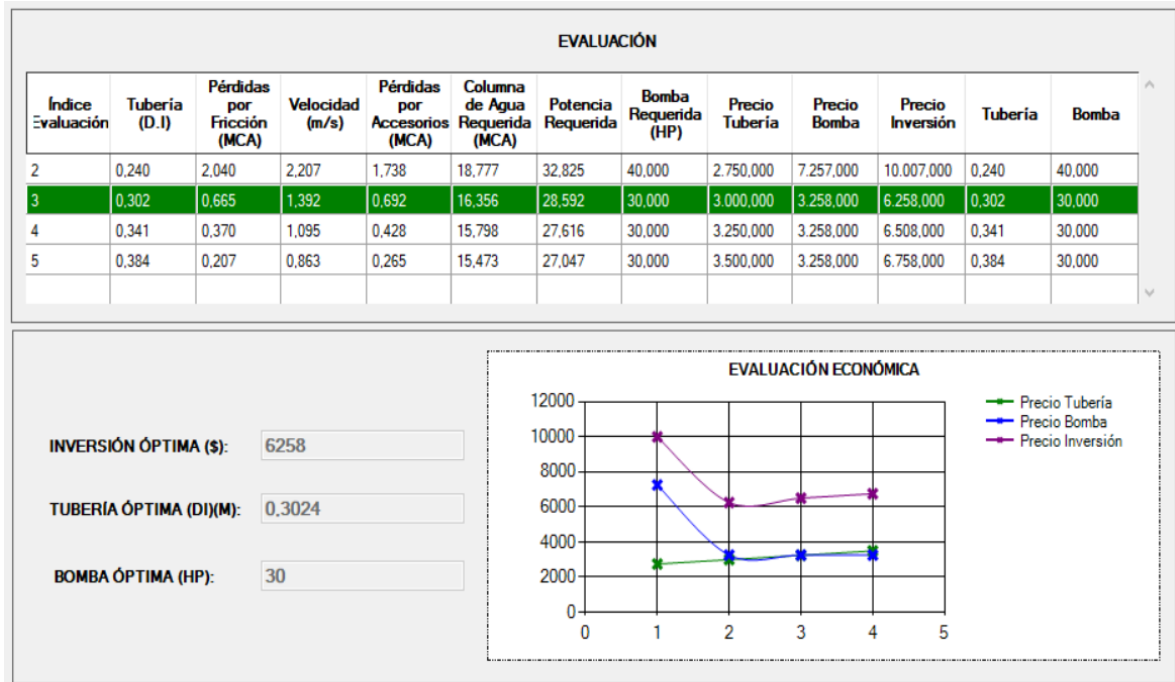 EVALUACIÓN
Índice Evaluación Tubería (D.I) Pérdidas por Fricción (MCA) Velocidad (m/s) Pérdidas por Accesorios (MCA) Columna de Agua Requerida (MCA) Potencia Requerida Bomba Requerida (HP) Precio Tubería Precio Bomba Precio Inversión Tubería Bomba
2 0,240 2,040 2,207 1,738 18,777 32,825 40,000 2.750,000 7.257,000 10.007,000 0,240 40,000
3 0,302 0,665 1,392 0,692 16,356 28,592 30,000 3.000,000 3.258,000 6.258,000 0,302 30,000
4 0,341 0,370 1,095 0,428 15,798 27,616 30,000 3.250,000 3.258,000 6.508,000 0,341 30,000
5 0,384 0,207 0,863 0,265 15,473 27,047 30,000 3.500,000 3.258,000 6.758,000 0,384 30,000
INVERSIÓN ÓPTIMA ($): 6258
TUBERÍA ÓPTIMA (DI)(M): 0,3024
BOMBA ÓPTIMA (HP): 30
EVALUACIÓN ECONÓMICA
12000
10000
8000
6000
4000
2000
0
0 1 2 3 4 5
Precio Tubería
Precio Bomba
Precio Inversión